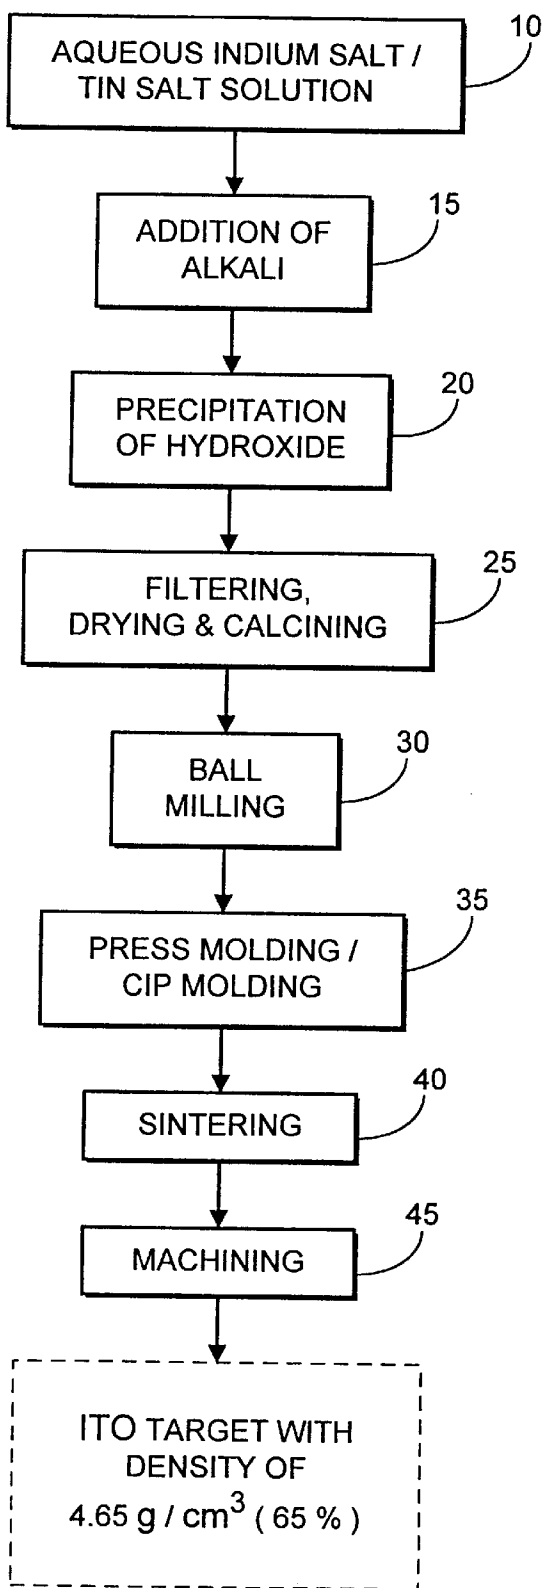 10
AQUEOUS INDIUM SALT /
TIN SALT SOLUTION
15
ADDITION OF
ALKALI
20
PRECIPITATION
OF HYDROXIDE
25
FILTERING,
DRYING & CALCINING
30
BALL
MILLING
35
PRESS MOLDING /
CIP MOLDING
40
SINTERING
45
MACHINING
ITO TARGET WITH
DENSITY OF
4.65 g / cm³ ( 65 % )